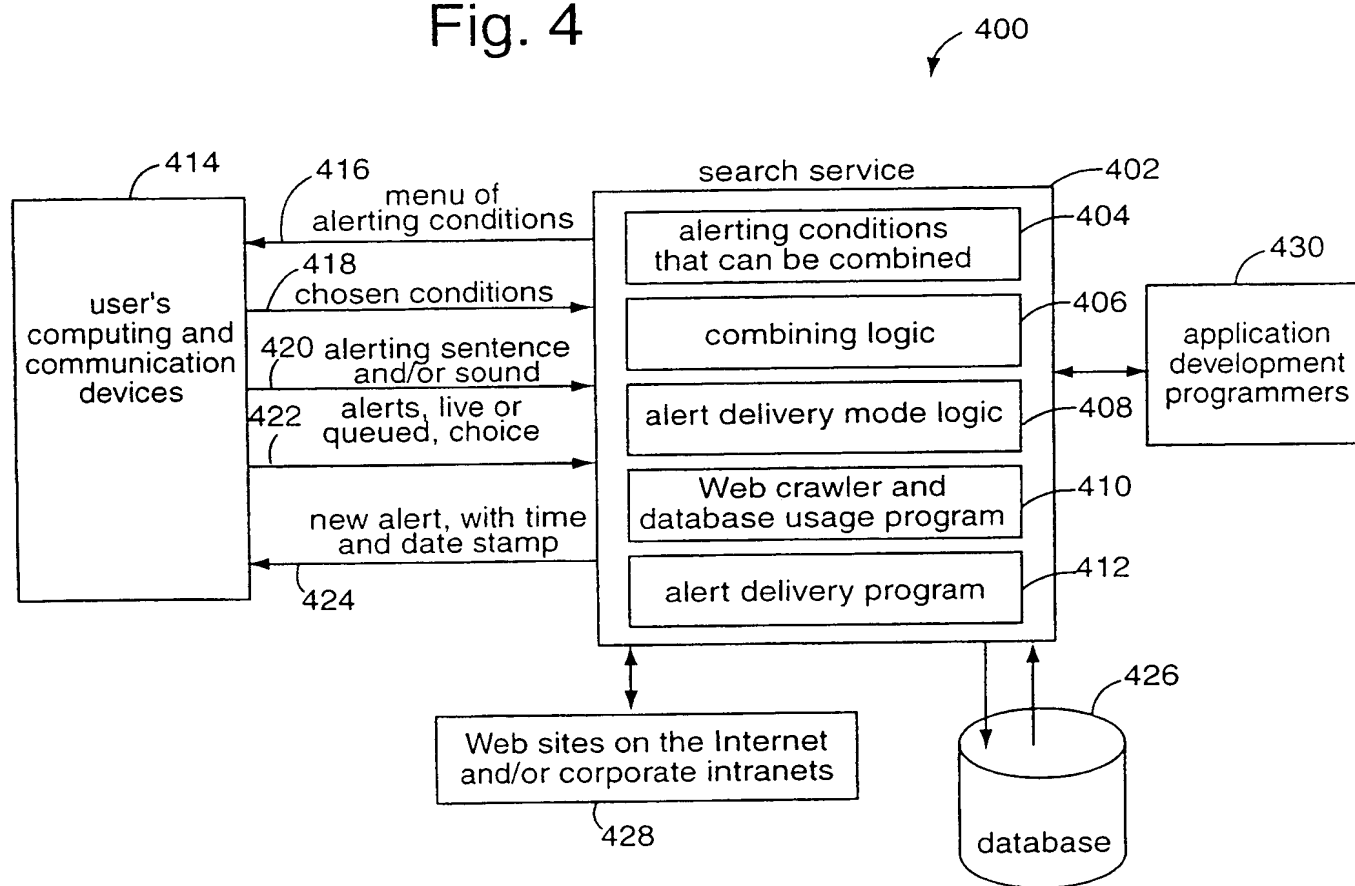 Fig. 4
400
414
416
menu of
alerting conditions
418
chosen conditions
420
alerting sentence
and/or sound
422
alerts, live or
queued, choice
new alert, with time
and date stamp
424
user's
computing and
communication
devices
search service
402
alerting conditions
that can be combined
404
combining logic
406
alert delivery mode logic
408
Web crawler and
database usage program
410
alert delivery program
412
430
application
development
programmers
Web sites on the Internet
and/or corporate intranets
428
426
database